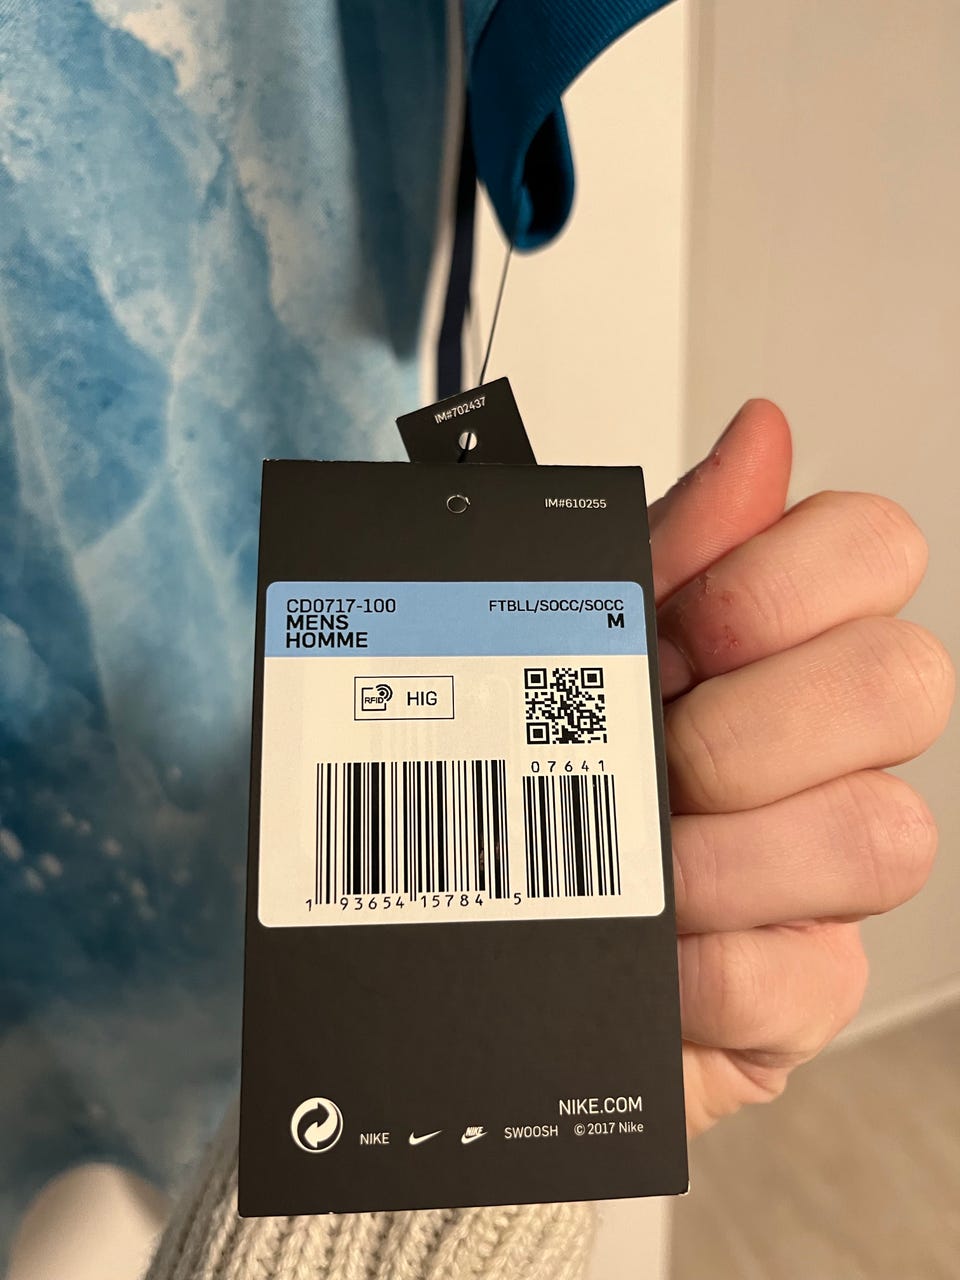 IM#702437
IM#610255
CD0717-100
FTBLL/SOCC/SOCC
MENS
M
HOMME
RFID
HIG
07641
1 93654 15784 5
NIKE.COM
NIKE
NIKE
SWOOSH
© 2017 Nike